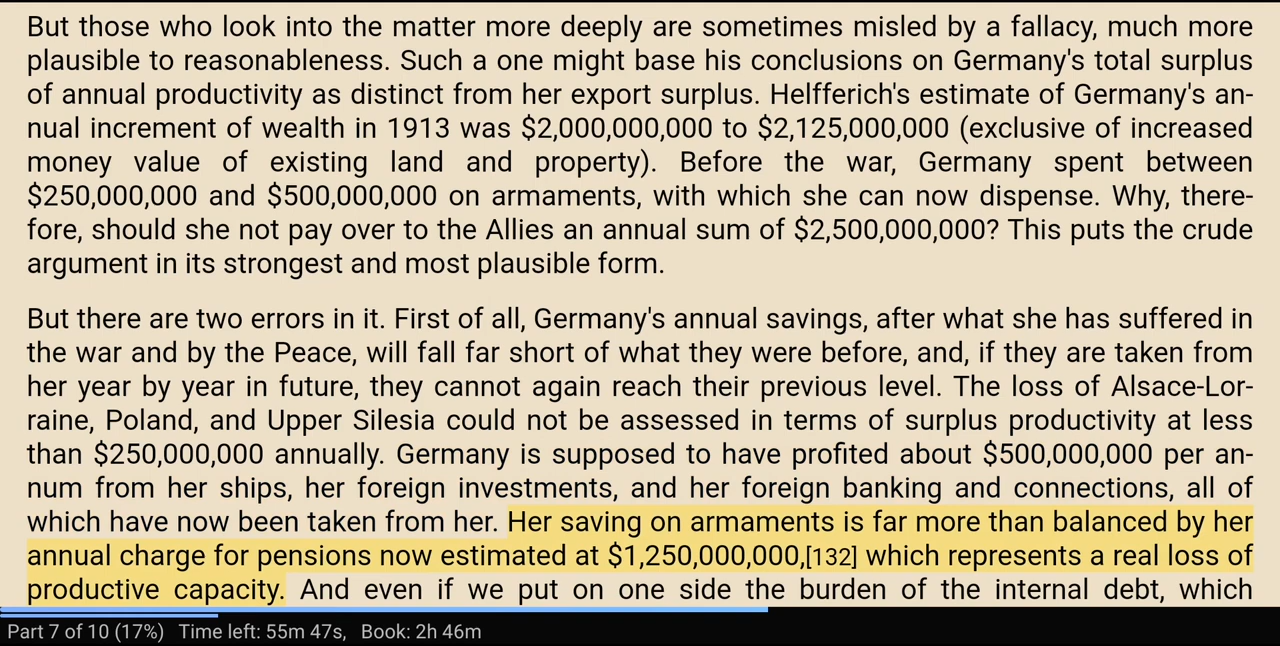 But those who look into the matter more deeply are sometimes misled by a fallacy, much more
plausible to reasonableness. Such a one might base his conclusions on Germany's total surplus
of annual productivity as distinct from her export surplus. Helfferich's estimate of Germany's an-
nual increment of wealth in 1913 was $2,000,000,000 to $2,125,000,000 (exclusive of increased
money value of existing land and property). Before the war, Germany spent between
$250,000,000 and $500,000,000 on armaments, with which she can now dispense. Why, there-
fore, should she not pay over to the Allies an annual sum of $2,500,000,000? This puts the crude
argument in its strongest and most plausible form.
But there are two errors in it. First of all, Germany's annual savings, after what she has suffered in
the war and by the Peace, will fall far short of what they were before, and, if they are taken from
her year by year in future, they cannot again reach their previous level. The loss of Alsace-Lor-
raine, Poland, and Upper Silesia could not be assessed in terms of surplus productivity at less
than $250,000,000 annually. Germany is supposed to have profited about $500,000,000 per an-
num from her ships, her foreign investments, and her foreign banking and connections, all of
which have now been taken from her. Her saving on armaments is far more than balanced by her
annual charge for pensions now estimated at $1,250,000,000,[132] which represents a real loss of
productive capacity. And even if we put on one side the burden of the internal debt, which
Part 7 of 10 (17%) Time left: 55m 47s, Book: 2h 46m